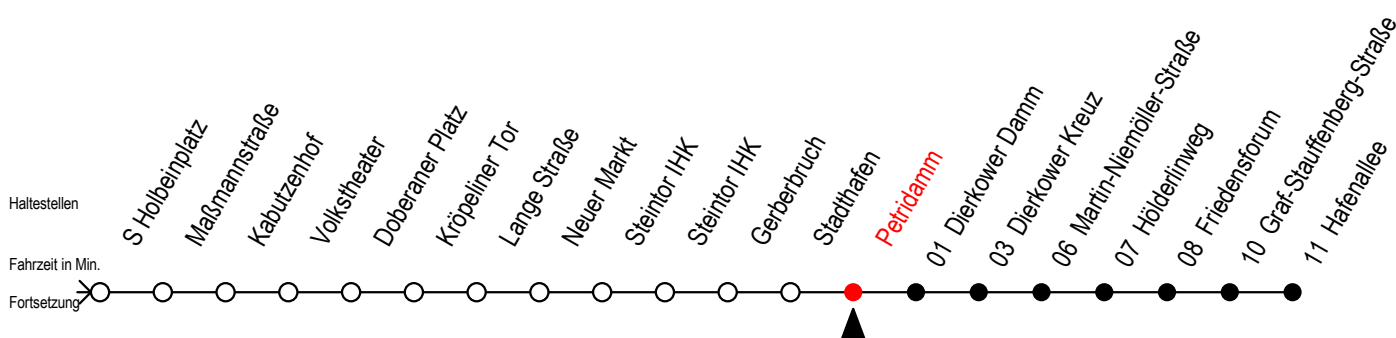 S Holbeinplatz
Maßmannstraße
Kabutzenhof
Volkstheater
Doberaner Platz
Kröpeliner Tor
Lange Straße
Neuer Markt
Steintor IHK
Steintor IHK
Gerberbruch
Stadthafen
Petridamm
01 Dierkower Damm
03 Dierkower Kreuz
06 Martin-Niemöller-Straße
07 Hölderlinweg
08 Friedensforum
10 Graf-Stauffenberg-Straße
11 Hafenallee
Haltestellen
Fahrzeit in Min.
Fortsetzung